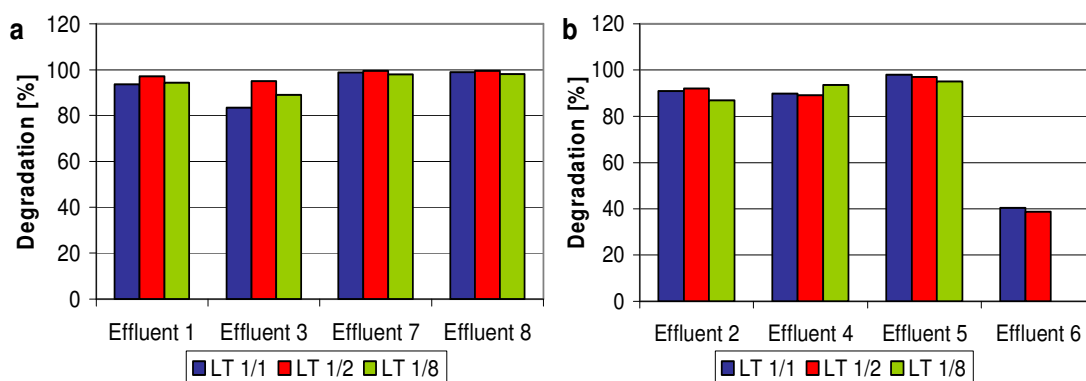 a
Degradation [%]
120
100
80
60
40
20
0
Effluent 1 Effluent 3 Effluent 7 Effluent 8
LT 1/1 LT 1/2 LT 1/8
b
Degradation [%]
120
100
80
60
40
20
0
Effluent 2 Effluent 4 Effluent 5 Effluent 6
LT 1/1 LT 1/2 LT 1/8